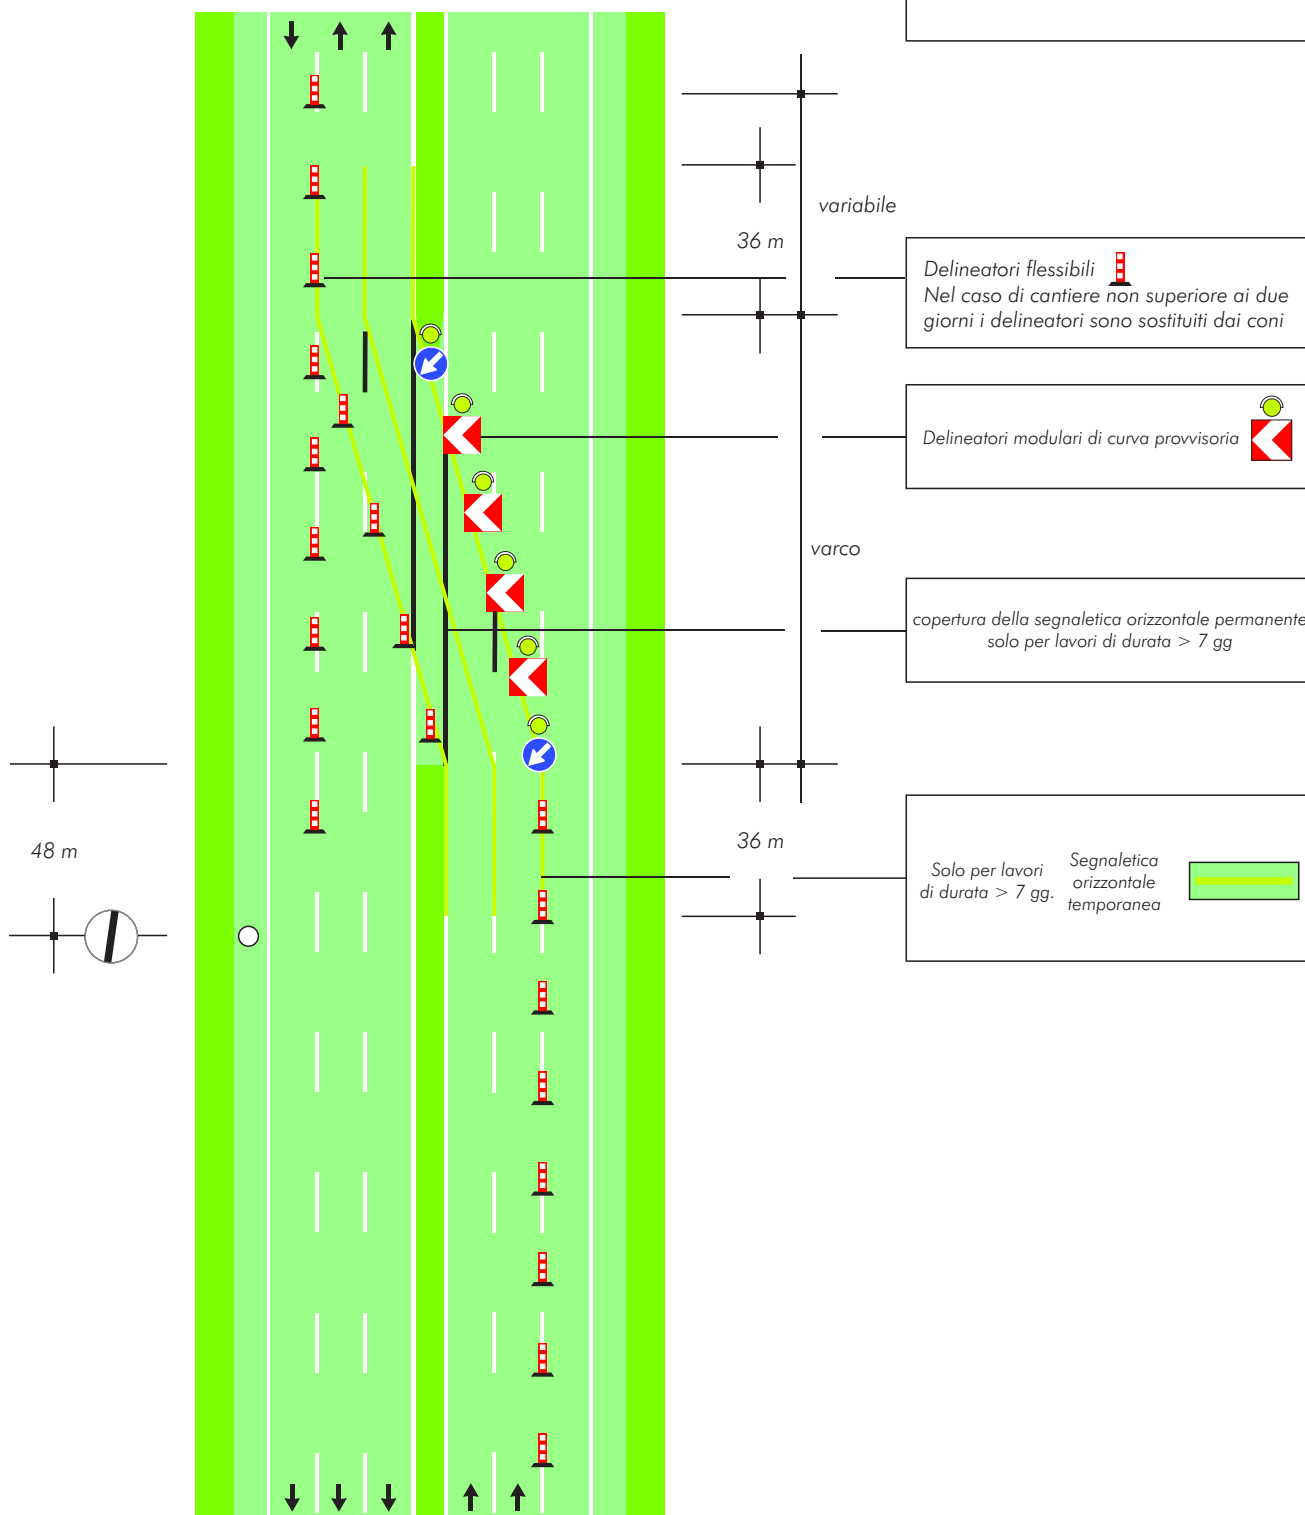 variabile
36 m
Delineatori flessibili
Nel caso di cantiere non superiore ai due
giorni i delineatori sono sostituiti dai coni
Delineatori modulari di curva provvisoria
varco
copertura della segnaletica orizzontale permanente
solo per lavori di durata > 7 gg
48 m
36 m
Solo per lavori
di durata > 7 gg.
Segnaletica
orizzontale
temporanea